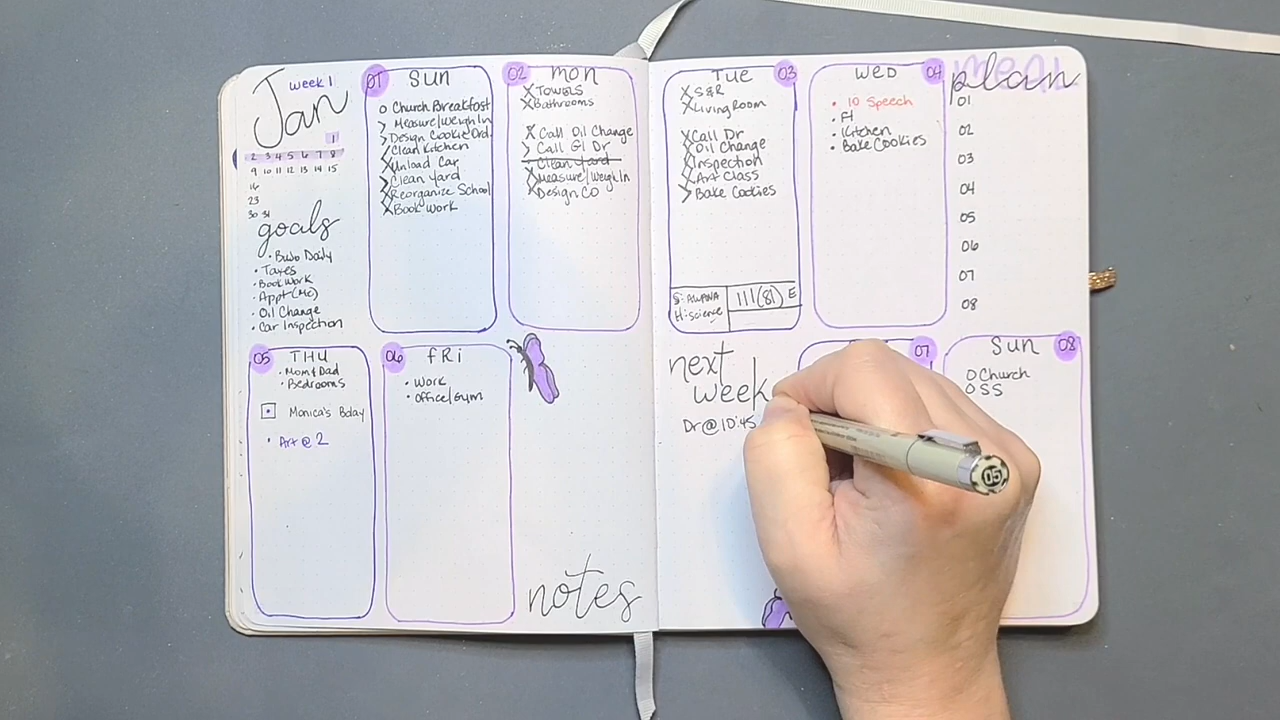 Jan
week 1
1
2 3 4 5 6 7 8
9 10 11 12 13 14 15
16
23
30 31
goals
• Bujo Daily
• Taxes
• Bookwork
• Appt (Mc)
• Oil Change
• Car Inspection
01 Sun
Church Breakfast
Measure/Weigh In
Design Cookie Ord.
Clean Kitchen
Unload Car
Clean Yard
Reorganize School
Book Work
02 mon
Towels
Bathrooms
Call Oil Change
Call GI Dr
Clean Yard
Measure/Weigh In
Design CO
Tue 03
S&R
Living Room
Call Dr
Oil Change
Inspection
Art Class
Bake Cookies
S: AWANA
H: science
111(81) E
Wed 04
• 10 Speech
• Kitchen
• Bake Cookies
menu
plan
01
02
03
04
05
06
07
08
05 THU
• Mom & Dad
• Bedrooms
Monica's Bday
• Art @ 2
06 fri
• Work
• Office/Gym
notes
next
week
Dr @ 10:45
07
Sun 08
O Church
O SS
05